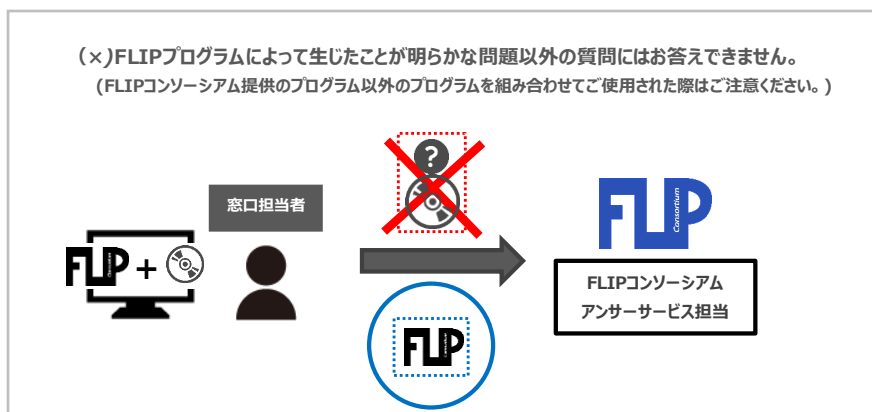 （×)FLIPプログラムによって生じたことが明らかな問題以外の質問にはお答えできません。
(FLIPコンソーシアム提供のプログラム以外のプログラムを組み合わせてご使用された際はご注意ください。)
?
窓口担当者
FLIP
Consortium
FLIP
Consortium
+
FLIPコンソーシアム
アンサーサービス担当
FLIP
Consortium